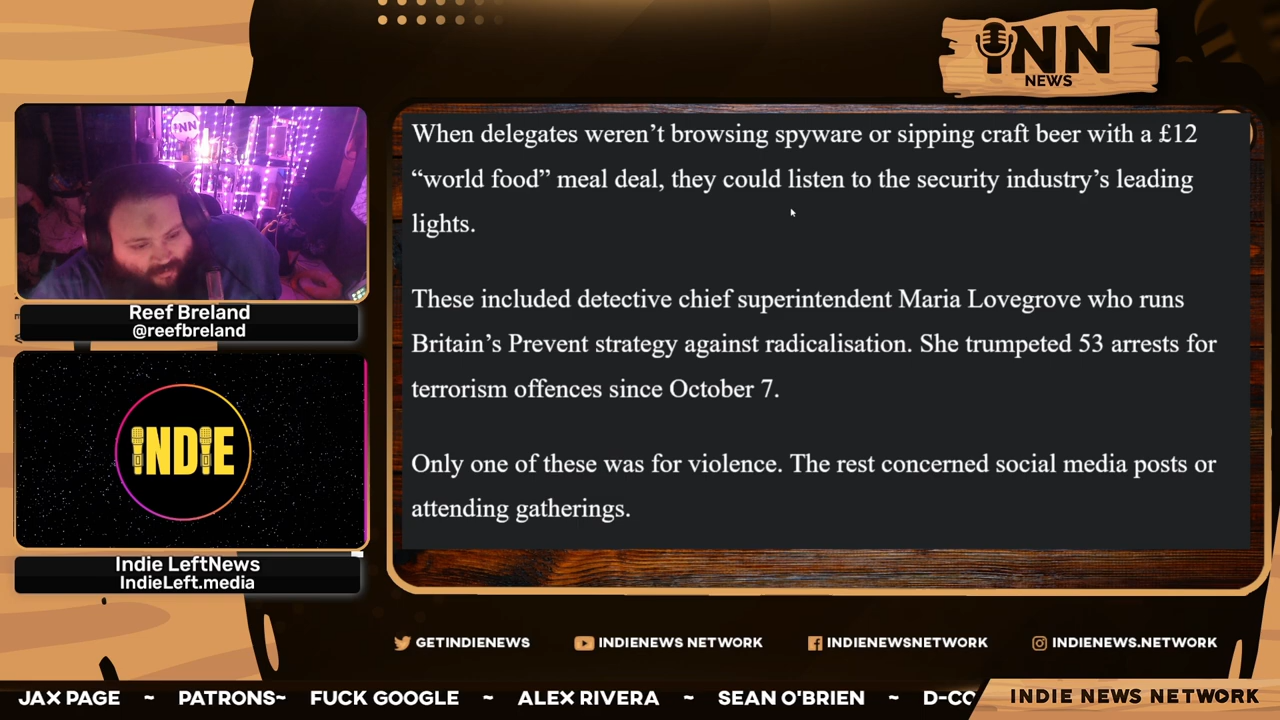 iNN
NEWS
iNN
When delegates weren’t browsing spyware or sipping craft beer with a £12
“world food” meal deal, they could listen to the security industry’s leading
lights.
These included detective chief superintendent Maria Lovegrove who runs
Britain’s Prevent strategy against radicalisation. She trumpeted 53 arrests for
terrorism offences since October 7.
Only one of these was for violence. The rest concerned social media posts or
attending gatherings.
Reef Breland
@reefbreland
INDIE
Indie LeftNews
IndieLeft.media
GETINDIENEWS
INDIENEWS NETWORK
INDIENEWSNETWORK
INDIENEWS.NETWORK
JAX PAGE ~ PATRONS~ FUCK GOOGLE ~ ALEX RIVERA ~ SEAN O'BRIEN ~ D-CO
INDIE NEWS NETWORK